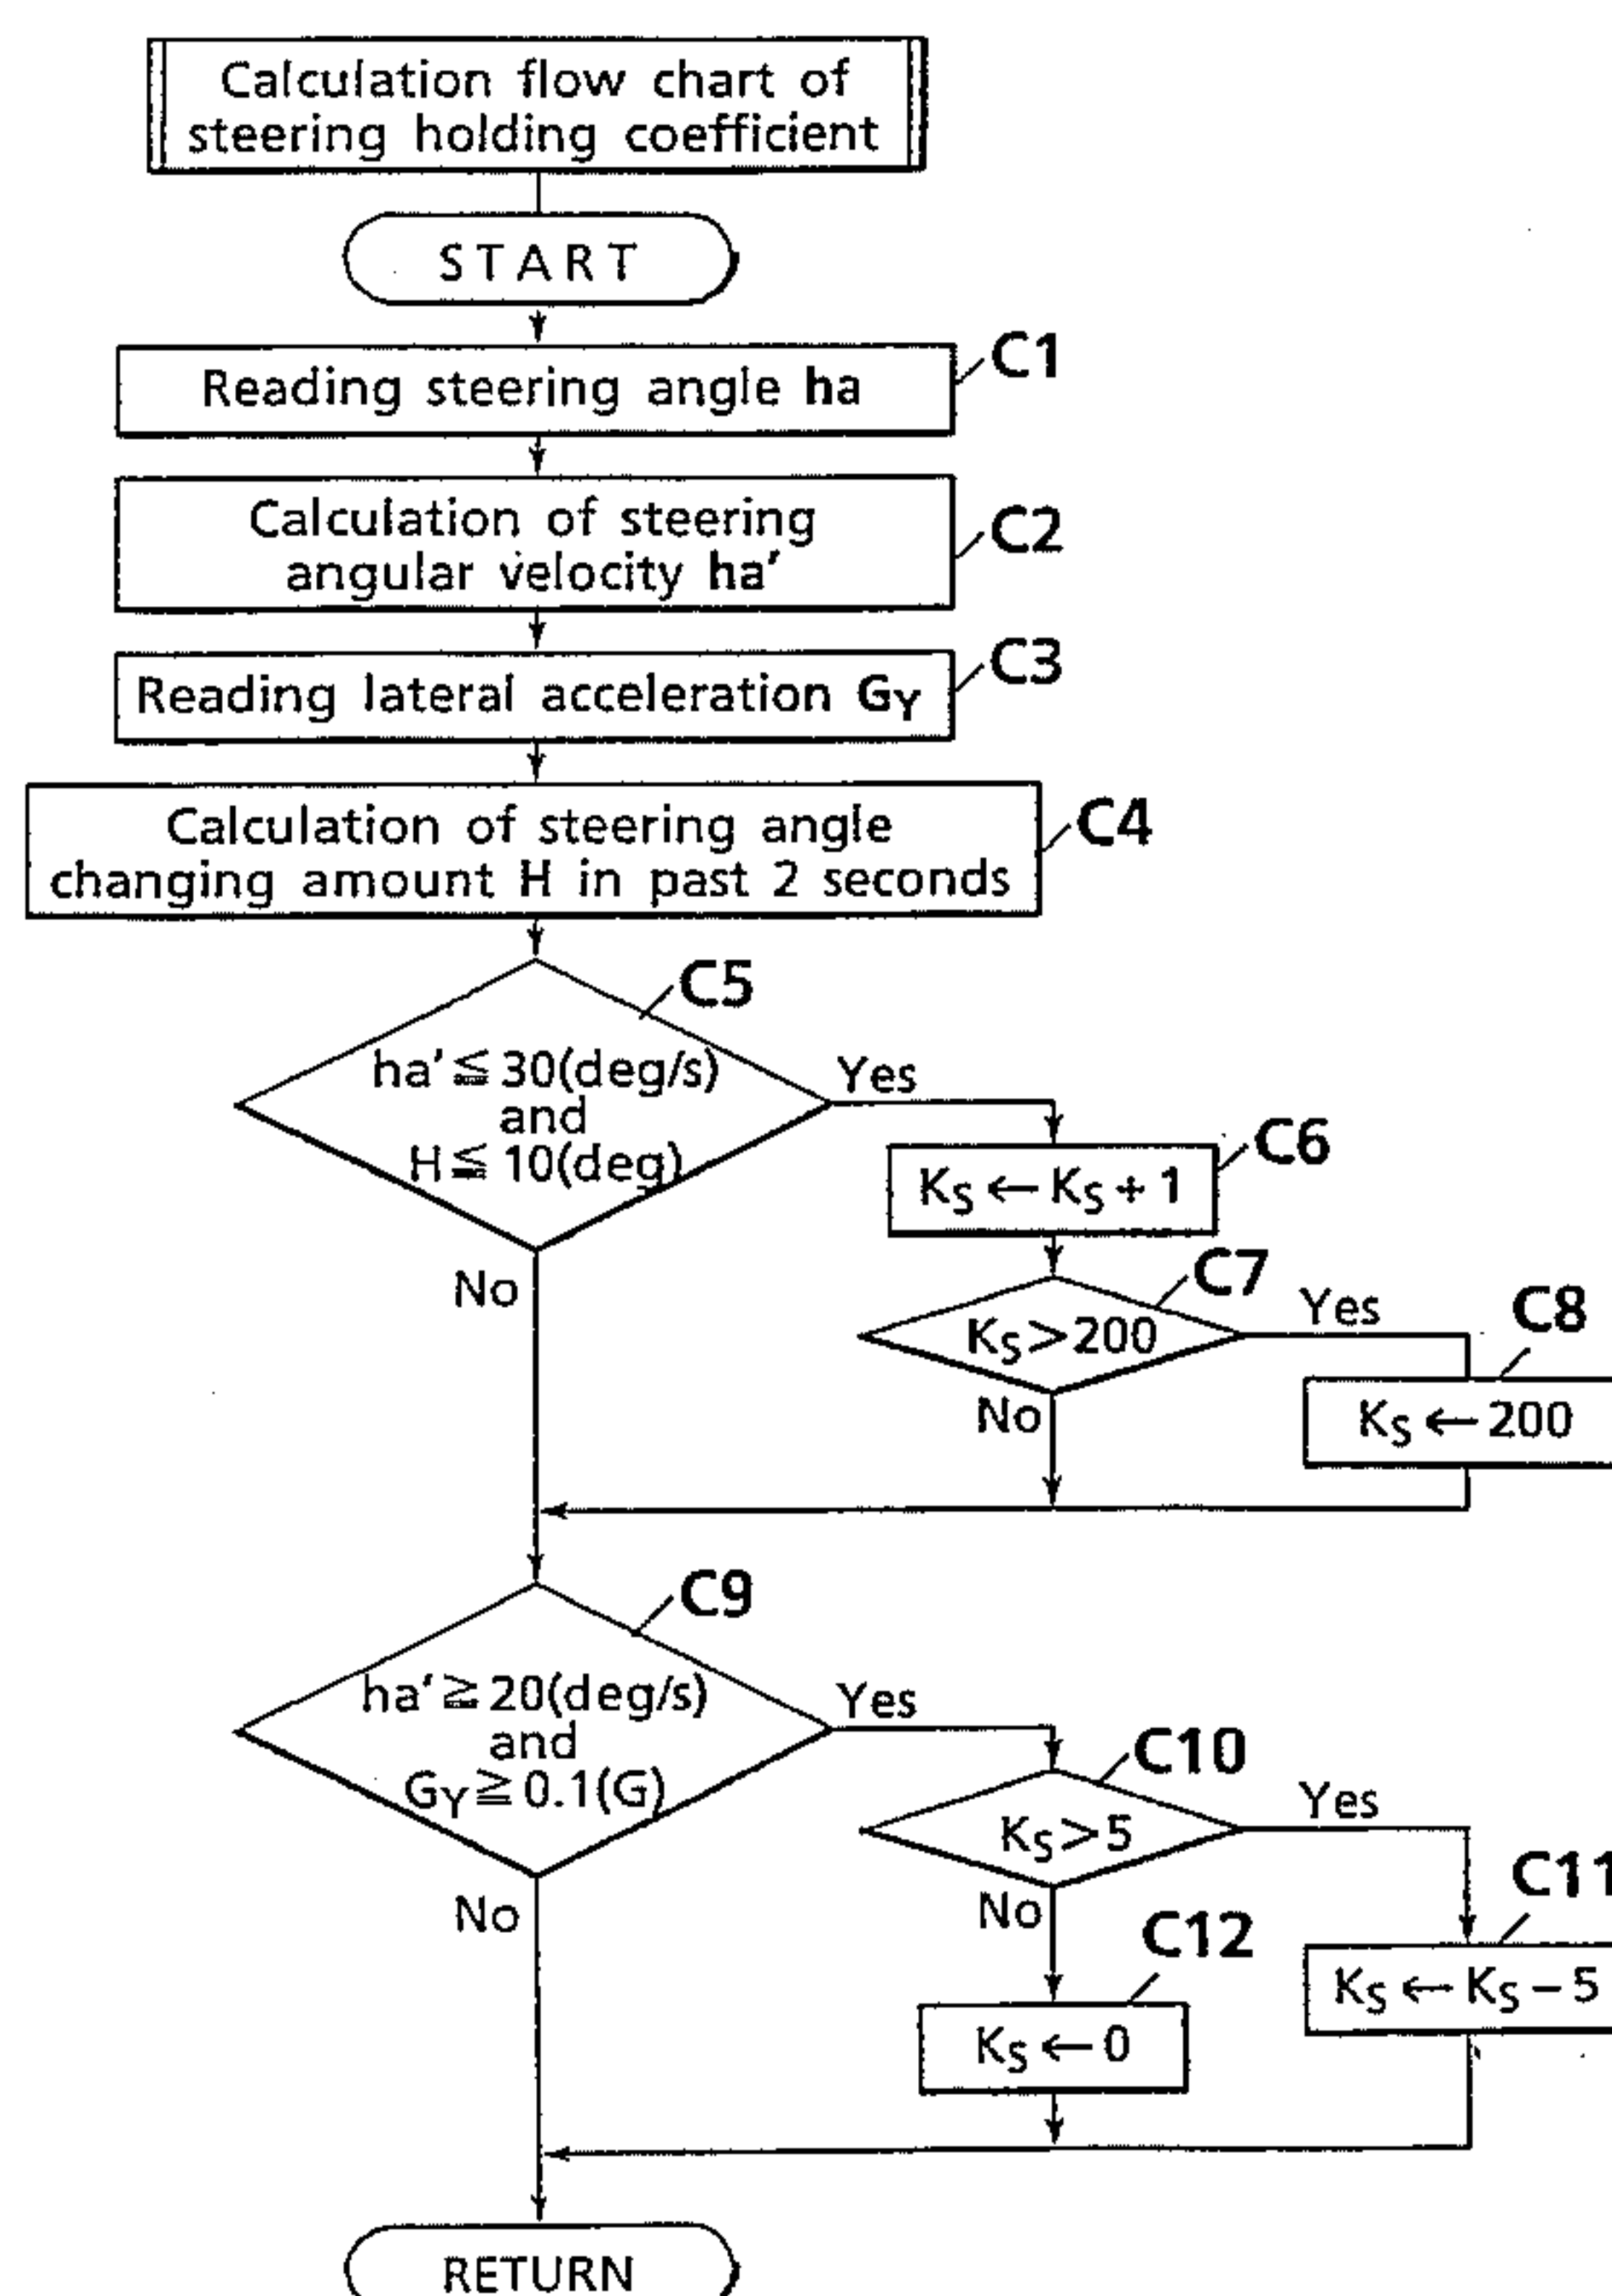 Calculation flow chart of
steering holding coefficient
START
Reading steering angle ha
C1
Calculation of steering
angular velocity ha'
C2
Reading lateral acceleration GY
C3
Calculation of steering angle
changing amount H in past 2 seconds
C4
C5
ha' ≦ 30(deg/s)
and
H ≦ 10(deg)
Yes
No
C6
KS ← KS + 1
C7
KS > 200
Yes
No
C8
KS ← 200
C9
ha' ≧ 20(deg/s)
and
GY ≧ 0.1(G)
Yes
No
C10
KS > 5
Yes
No
C11
KS ← KS − 5
C12
KS ← 0
RETURN